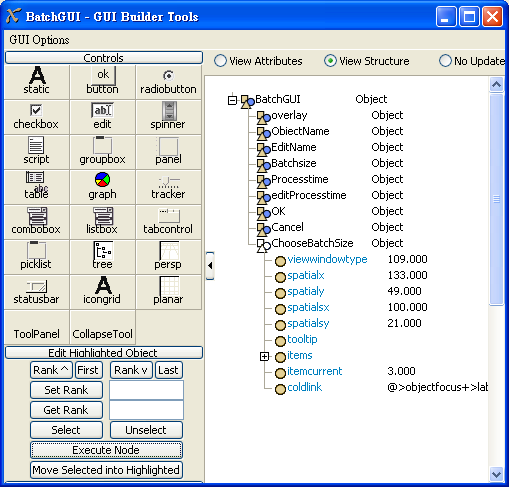 BatchGUI - GUI Builder Tools
GUI Options
Controls
View Attributes View Structure No Update
static button radiobutton
ok
checkbox edit spinner
ab
script groupbox panel
table graph tracker
abc
combobox listbox tabcontrol
picklist tree persp
statusbar icongrid planar
A
A
ToolPanel CollapseTool
Edit Highlighted Object
Rank ^ First Rank v Last
Set Rank
Get Rank
Select Unselect
Execute Node
Move Selected into Highlighted
BatchGUI Object
overlay Object
ObjectName Object
EditName Object
Batchsize Object
Processtime Object
editProcesstime Object
OK Object
Cancel Object
ChooseBatchSize Object
viewwindowtype 109.000
spatialx 133.000
spatialy 49.000
spatialsx 100.000
spatialsy 21.000
tooltip
items
itemcurrent 3.000
coldlink @>objectfocus+>lab